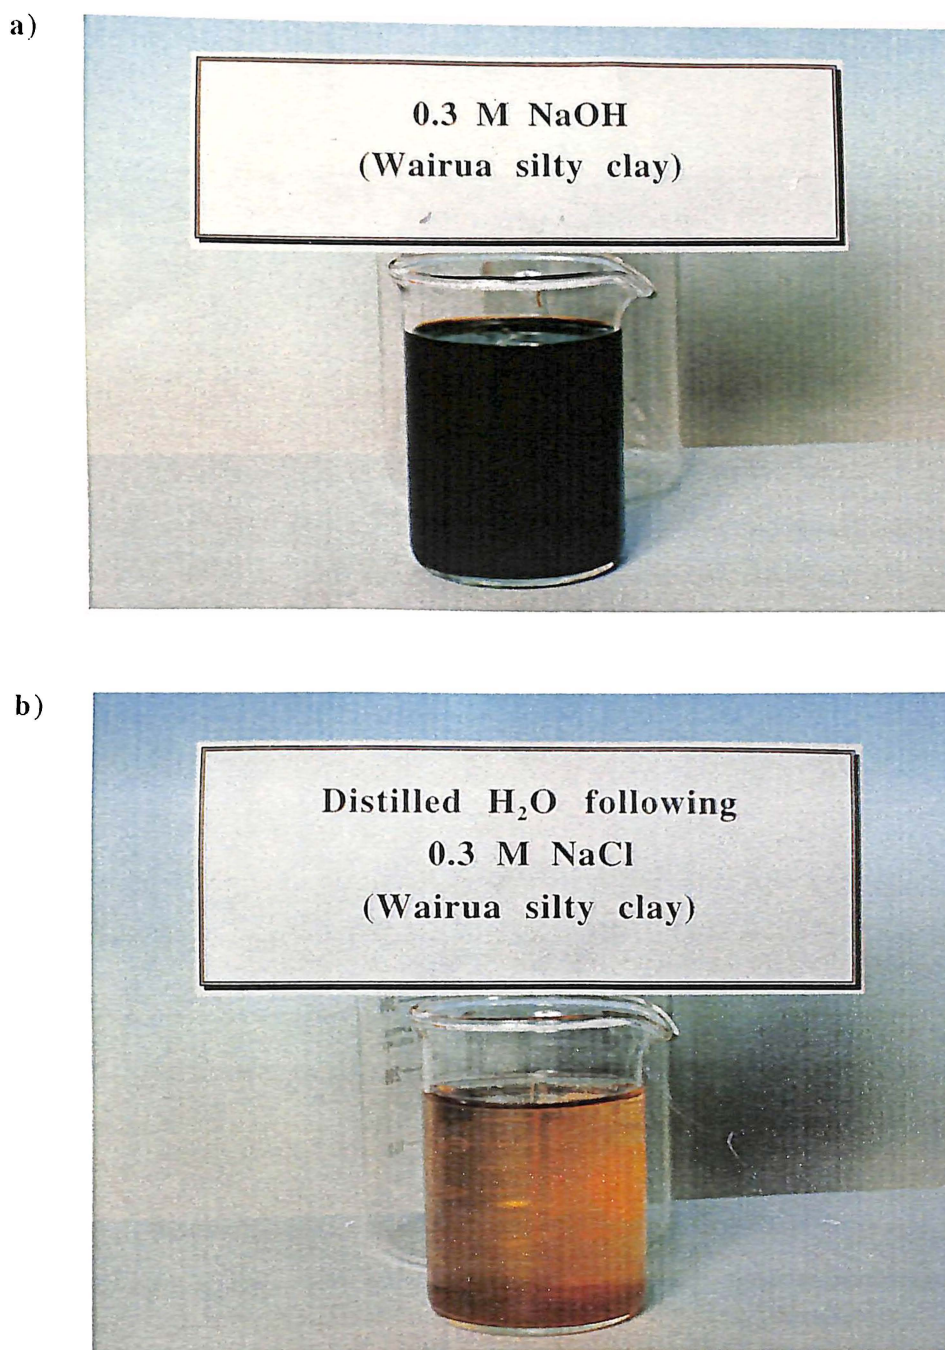 a)
0.3 M NaOH
(Wairua silty clay)
b)
Distilled H₂O following
0.3 M NaCl
(Wairua silty clay)